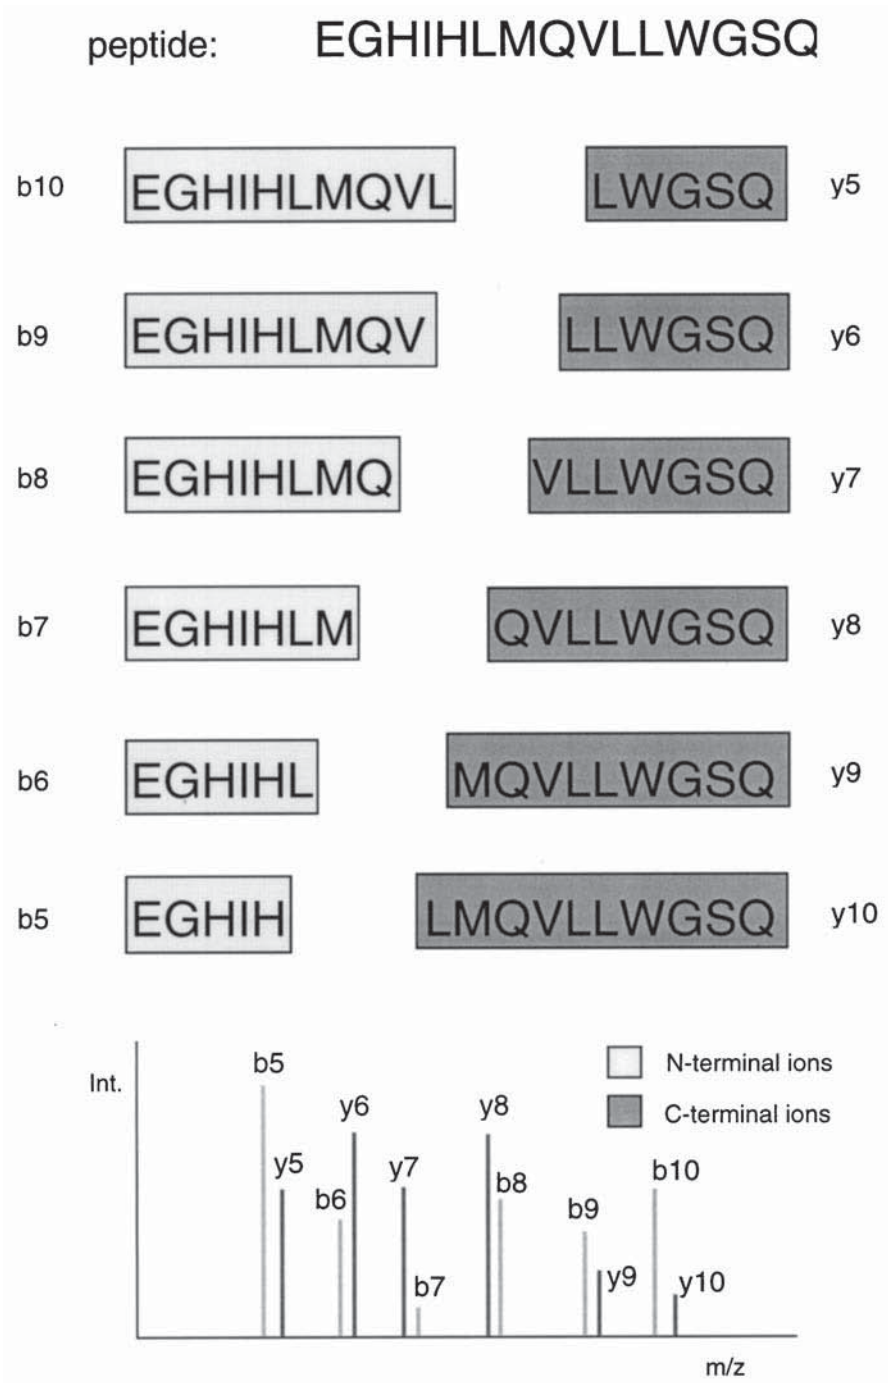 peptide: EGHIHLMQVLLWGSQ
b10 EGHIHLMQVL LWGSQ y5
b9 EGHIHLMQV LLWGSQ y6
b8 EGHIHLMQ VLLWGSQ y7
b7 EGHIHLM QVLLWGSQ y8
b6 EGHIHL MQVLLWGSQ y9
b5 EGHIH LMQVLLWGSQ y10
Int.
b5
y5
b6
y6
y7
b7
y8
b8
b9
y9
b10
y10
N-terminal ions
C-terminal ions
m/z